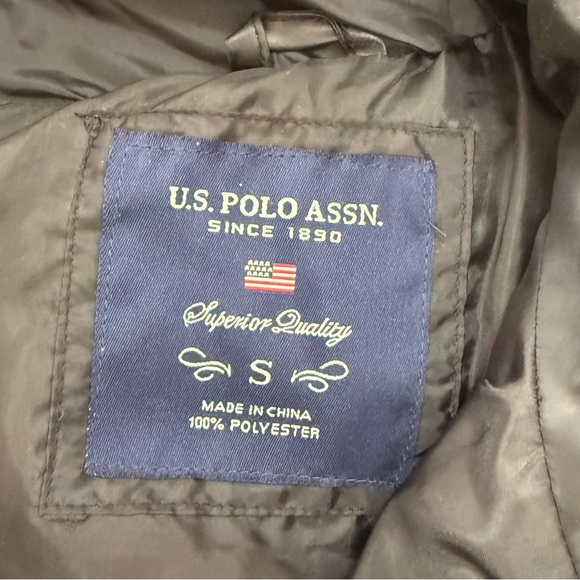 U.S. POLO ASSN.
SINCE 1890
Superior Quality
S
MADE IN CHINA
100% POLYESTER